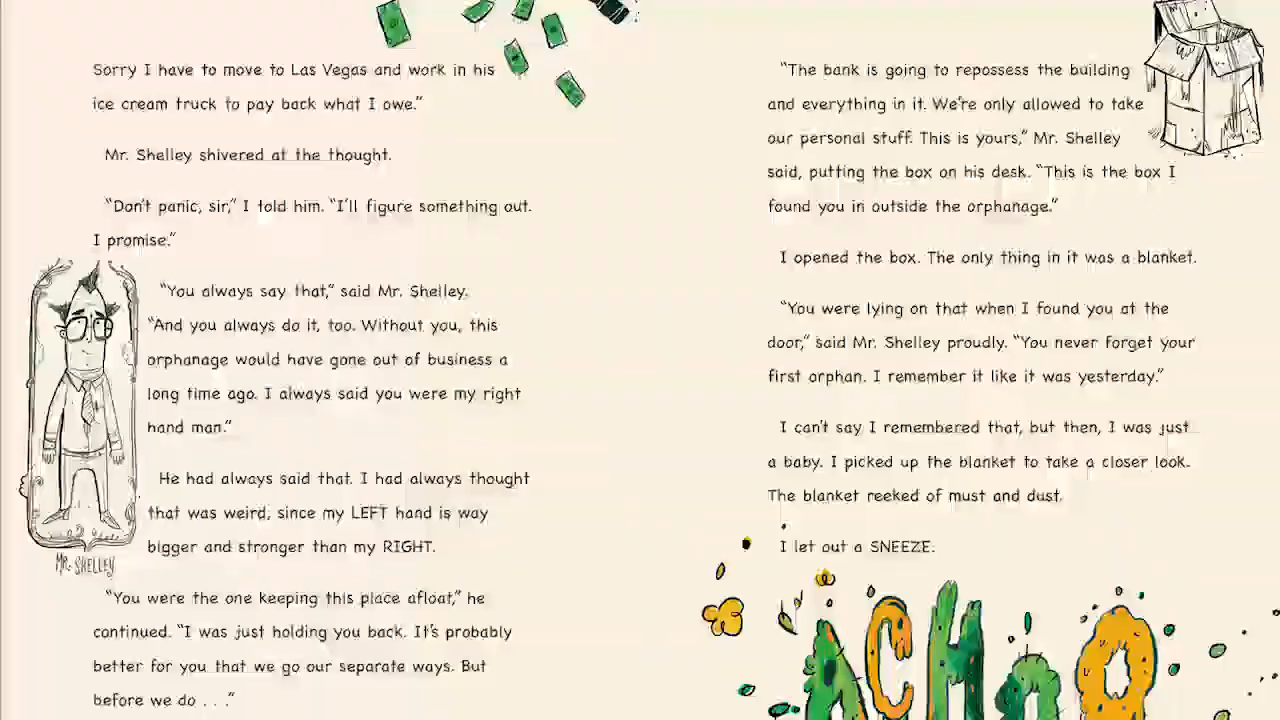 Sorry I have to move to Las Vegas and work in his
ice cream truck to pay back what I owe.”
Mr. Shelley shivered at the thought.
“Don’t panic, sir,” I told him. “I’ll figure something out.
I promise.”
“You always say that,” said Mr. Shelley.
“And you always do it, too. Without you, this
orphanage would have gone out of business a
long time ago. I always said you were my right
hand man.”
He had always said that. I had always thought
that was weird, since my LEFT hand is way
bigger and stronger than my RIGHT.
MR. SHELLEY
“You were the one keeping this place afloat,” he
continued. “I was just holding you back. It’s probably
better for you that we go our separate ways. But
before we do . . .”
“The bank is going to repossess the building
and everything in it. We’re only allowed to take
our personal stuff. This is yours,” Mr. Shelley
said, putting the box on his desk. “This is the box I
found you in outside the orphanage.”
I opened the box. The only thing in it was a blanket.
“You were lying on that when I found you at the
door,” said Mr. Shelley proudly. “You never forget your
first orphan. I remember it like it was yesterday.”
I can’t say I remembered that, but then, I was just
a baby. I picked up the blanket to take a closer look.
The blanket reeked of must and dust.
I let out a SNEEZE.
ACHOO